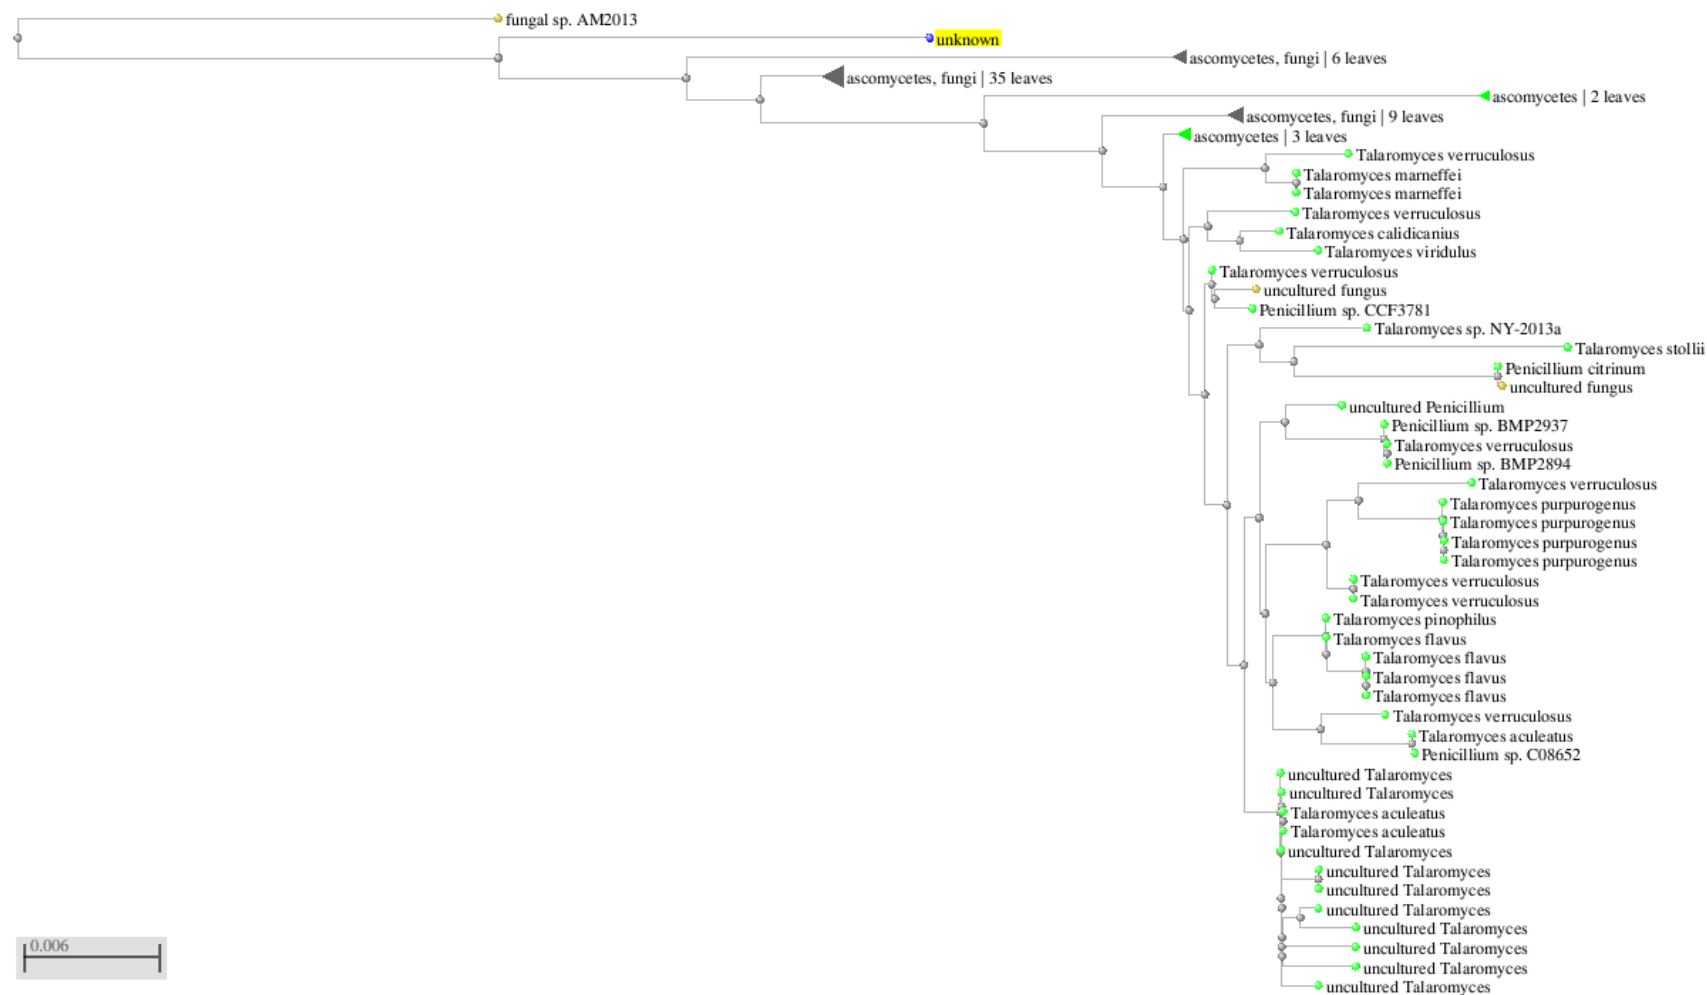 fungal sp. AM2013
unknown
ascomycetes, fungi | 6 leaves
ascomycetes, fungi | 35 leaves
ascomycetes | 2 leaves
ascomycetes, fungi | 9 leaves
ascomycetes | 3 leaves
Talaromyces verruculosus
Talaromyces marneffei
Talaromyces marneffei
Talaromyces verruculosus
Talaromyces calidicanius
Talaromyces viridulus
Talaromyces verruculosus
uncultured fungus
Penicillium sp. CCF3781
Talaromyces sp. NY-2013a
Talaromyces stollii
Penicillium citrinum
uncultured fungus
uncultured Penicillium
Penicillium sp. BMP2937
Talaromyces verruculosus
Penicillium sp. BMP2894
Talaromyces verruculosus
Talaromyces purpurogenus
Talaromyces purpurogenus
Talaromyces purpurogenus
Talaromyces purpurogenus
Talaromyces verruculosus
Talaromyces verruculosus
Talaromyces pinophilus
Talaromyces flavus
Talaromyces flavus
Talaromyces flavus
Talaromyces flavus
Talaromyces verruculosus
Talaromyces aculeatus
Penicillium sp. C08652
uncultured Talaromyces
uncultured Talaromyces
Talaromyces aculeatus
Talaromyces aculeatus
uncultured Talaromyces
uncultured Talaromyces
uncultured Talaromyces
uncultured Talaromyces
uncultured Talaromyces
uncultured Talaromyces
uncultured Talaromyces
uncultured Talaromyces
0.006